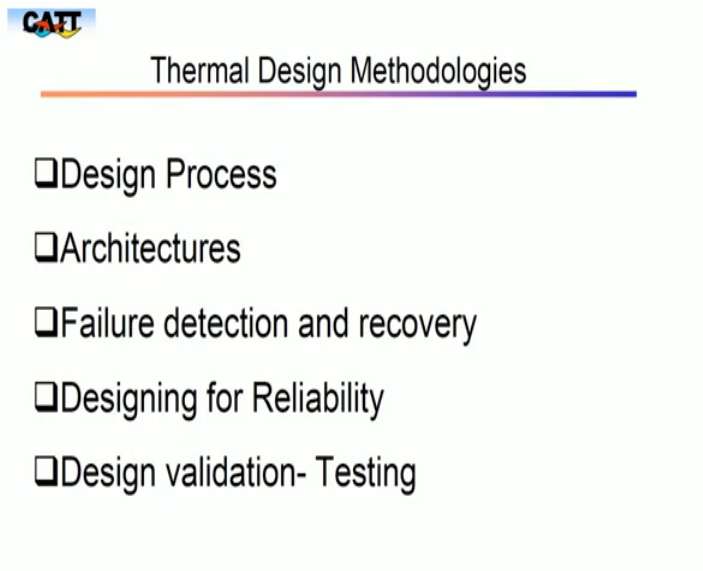 CATT
Thermal Design Methodologies
❑Design Process
❑Architectures
❑Failure detection and recovery
❑Designing for Reliability
❑Design validation- Testing